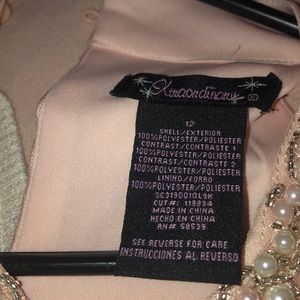 Xtraordinary ®
12
SHELL/EXTERIOR
100%POLYESTER/POLIESTER
CONTRAST/CONTRASTE 1
100%POLYESTER/POLIESTER
CONTRAST/CONTRASTE 2
100%POLYESTER/POLIESTER
LINING/FORRO
100%POLYESTER/POLIESTER
SC319D010L9K
CUT#: 119834
MADE IN CHINA
HECHO EN CHINA
RN# 58539
SEE REVERSE FOR CARE
INSTRUCCIONES AL REVERSO